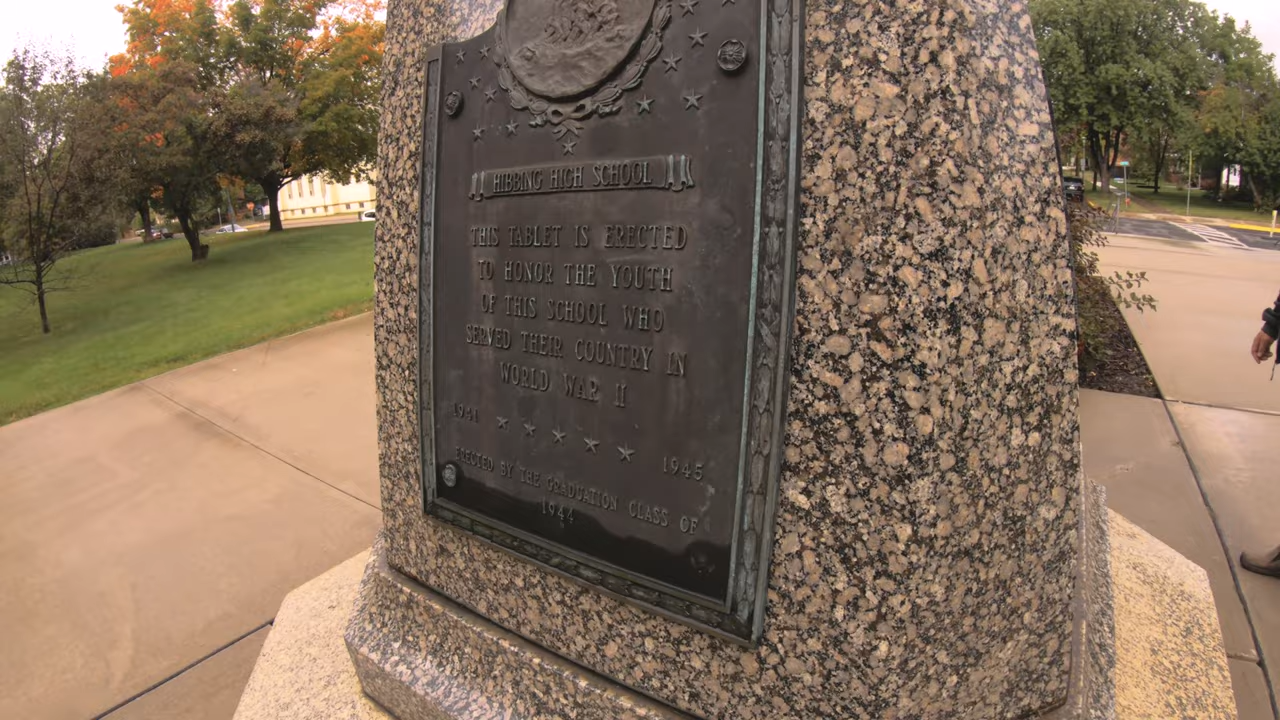 HIBBING HIGH SCHOOL
THIS TABLET IS ERECTED
TO HONOR THE YOUTH
OF THIS SCHOOL WHO
SERVED THEIR COUNTRY IN
WORLD WAR II
1941
1945
ERECTED BY THE GRADUATION CLASS OF
1944